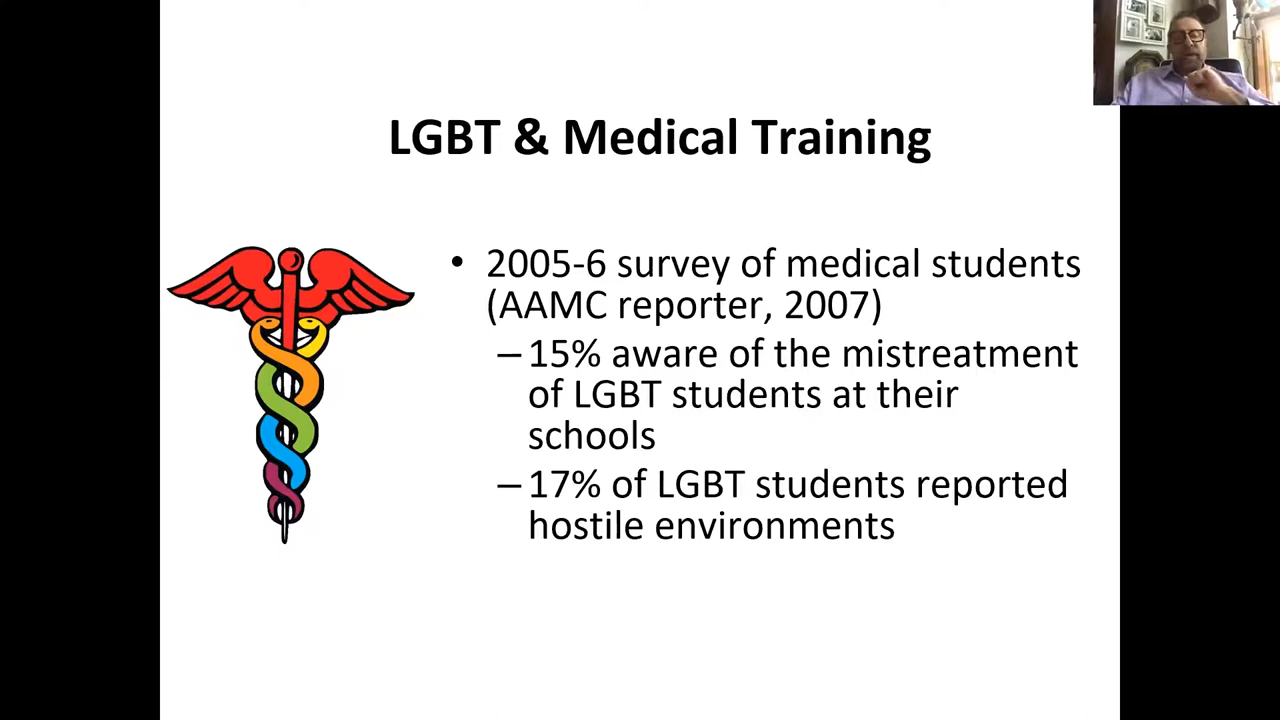 LGBT & Medical Training
• 2005-6 survey of medical students
(AAMC reporter, 2007)
–15% aware of the mistreatment
of LGBT students at their
schools
–17% of LGBT students reported
hostile environments